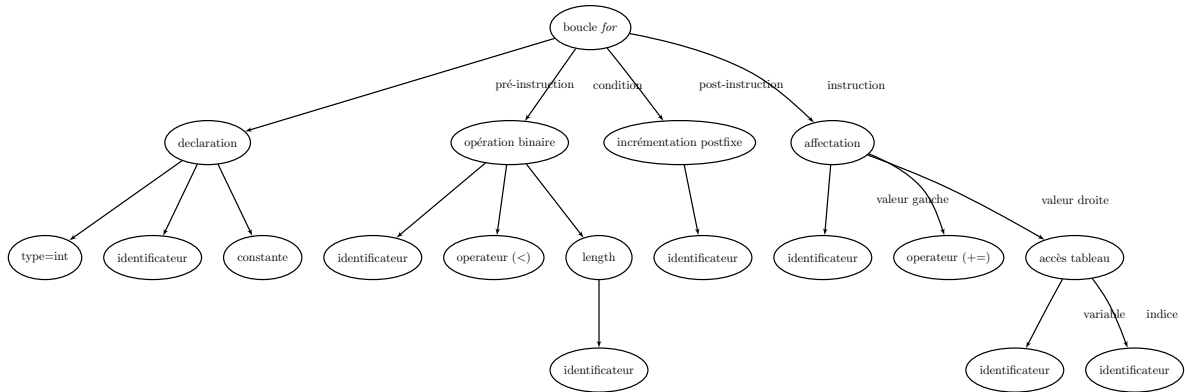 boucle for
pré-instruction condition post-instruction instruction
declaration opération binaire incrémentation postfixe affectation
valeur gauche valeur droite
type=int identificateur constante identificateur operateur (<) length identificateur identificateur operateur (+=) accès tableau
variable indice
identificateur identificateur identificateur